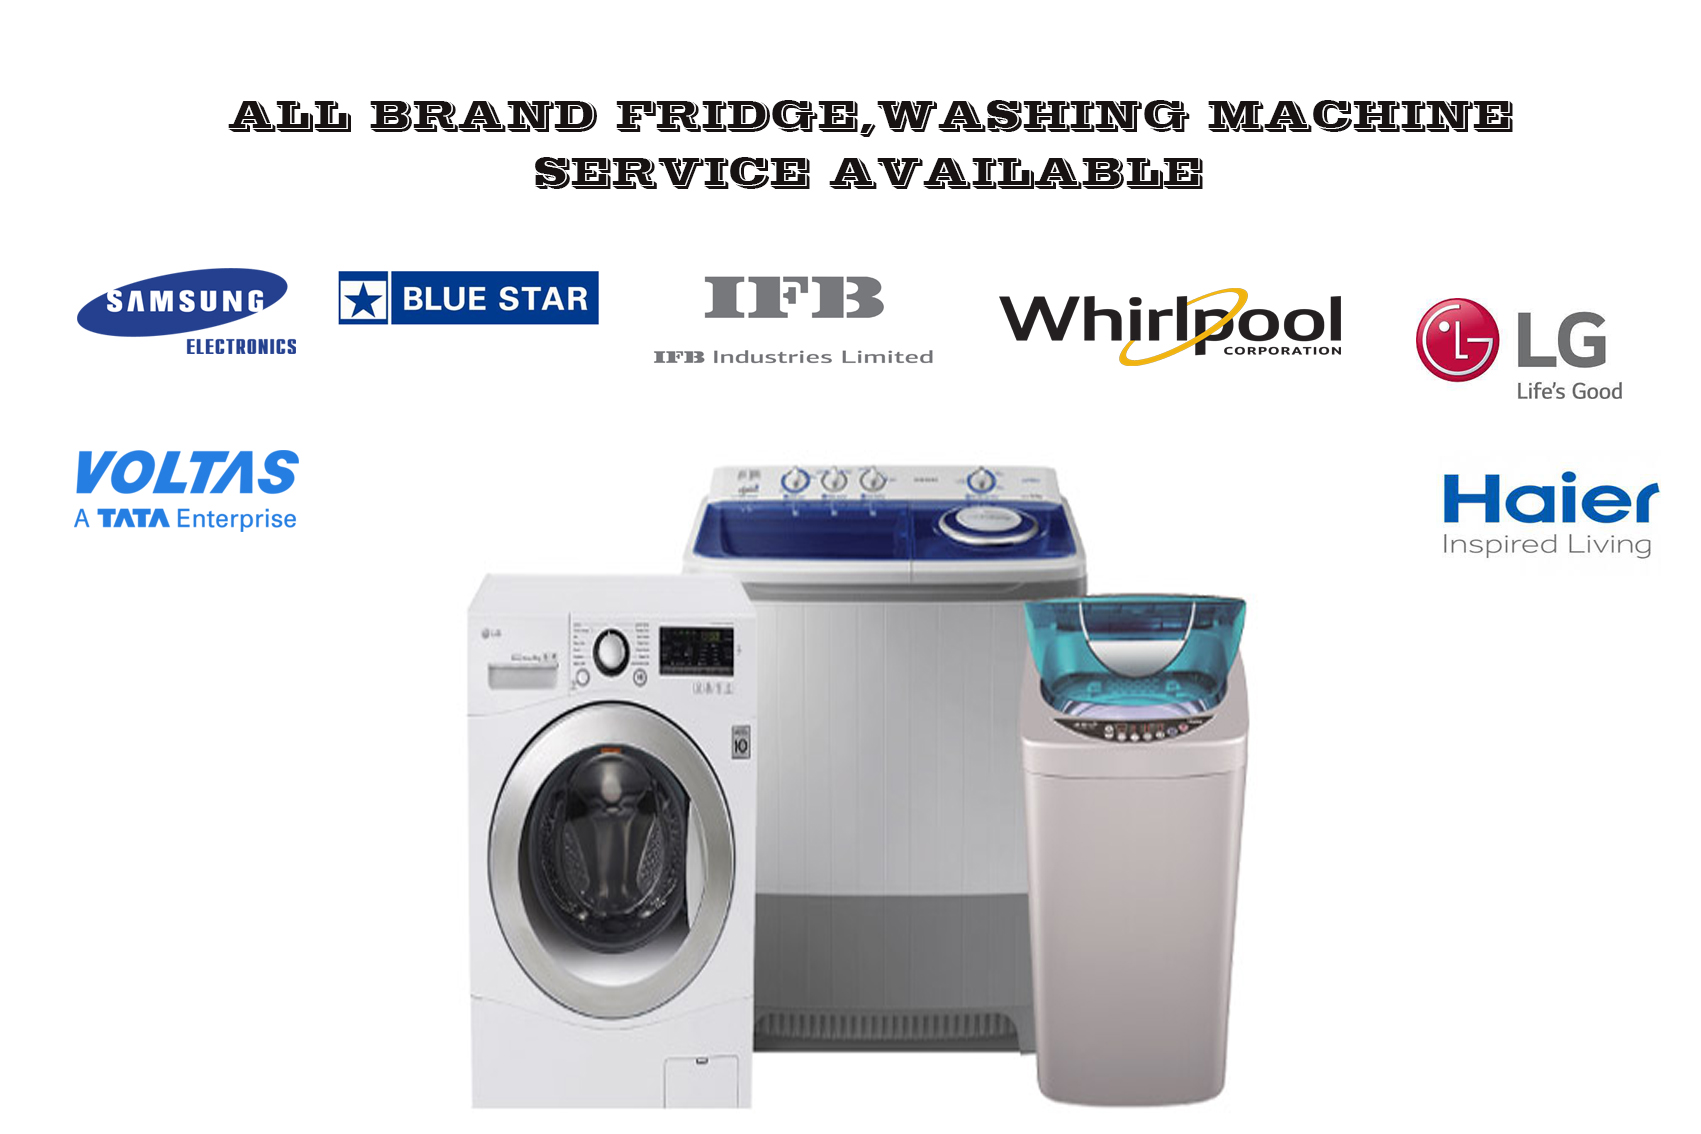 ALL BRAND FRIDGE,WASHING MACHINE
SERVICE AVAILABLE
SAMSUNG
ELECTRONICS
BLUE STAR
IFB
IFB Industries Limited
Whirlpool
CORPORATION
LG
Life's Good
VOLTAS
A TATA Enterprise
Haier
Inspired Living
LG
10